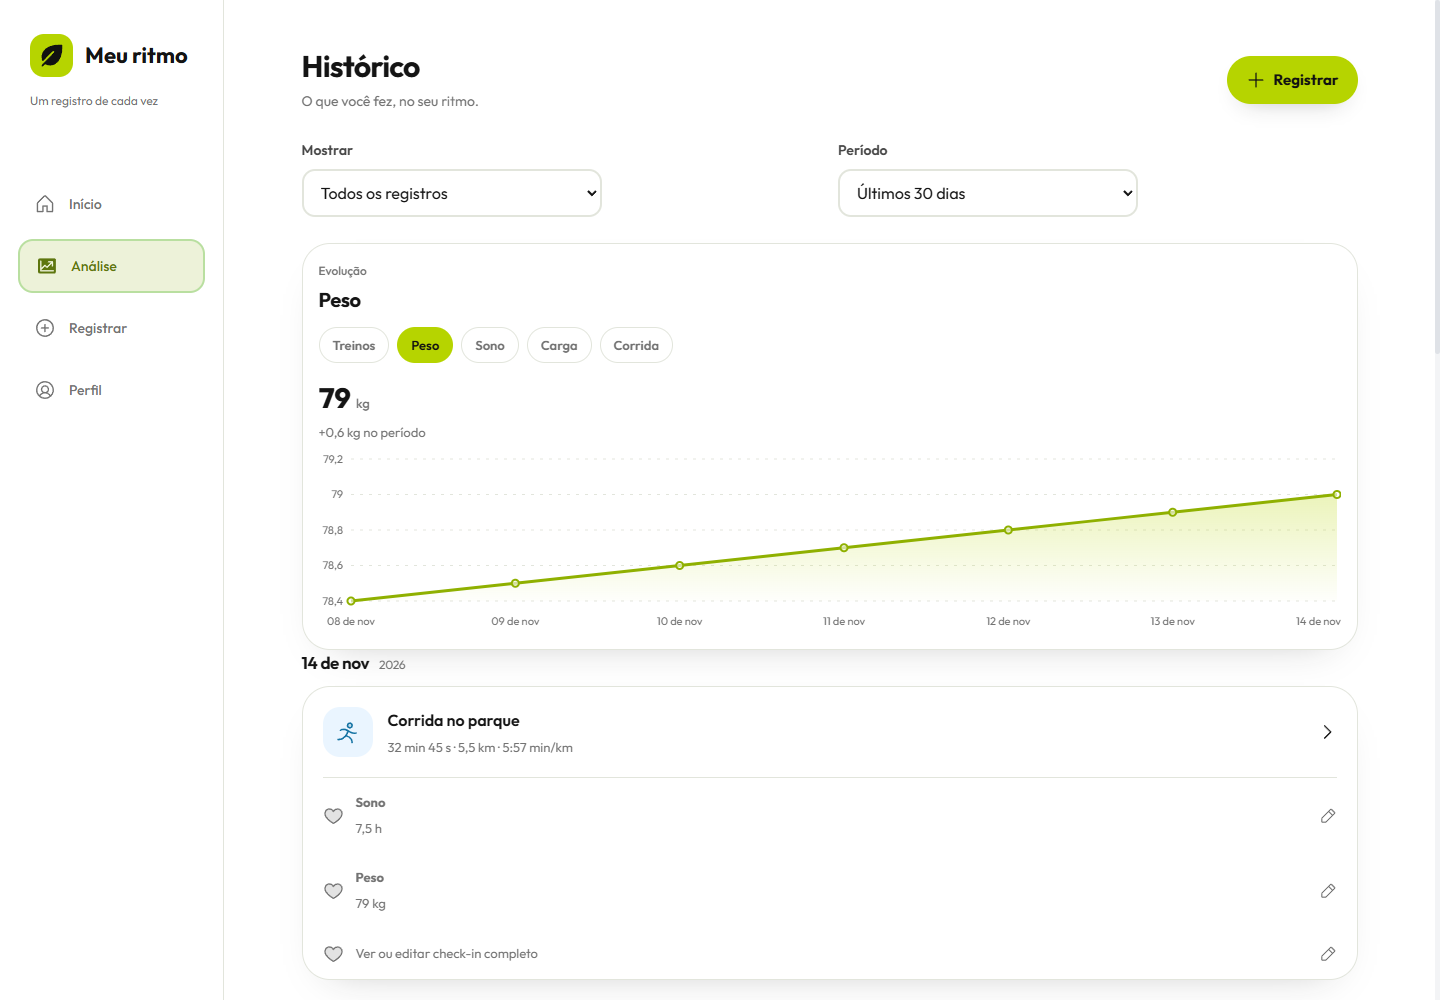 Meu ritmo
Um registro de cada vez
Início
Análise
Registrar
Perfil
Histórico
O que você fez, no seu ritmo.
Registrar
Mostrar
Todos os registros
Período
Últimos 30 dias
Evolução
Peso
Treinos
Peso
Sono
Carga
Corrida
79 kg
+0,6 kg no período
79,2
79
78,8
78,6
78,4
08 de nov
09 de nov
10 de nov
11 de nov
12 de nov
13 de nov
14 de nov
14 de nov 2026
Corrida no parque
32 min 45 s · 5,5 km · 5:57 min/km
Sono
7,5 h
Peso
79 kg
Ver ou editar check-in completo